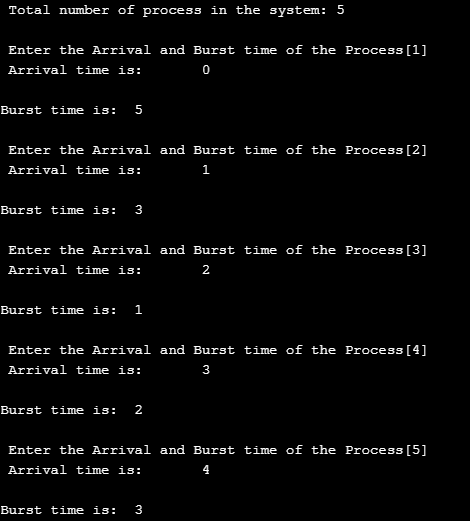 Total number of process in the system: 5
Enter the Arrival and Burst time of the Process[1]
Arrival time is: 0
Burst time is: 5
Enter the Arrival and Burst time of the Process[2]
Arrival time is: 1
Burst time is: 3
Enter the Arrival and Burst time of the Process[3]
Arrival time is: 2
Burst time is: 1
Enter the Arrival and Burst time of the Process[4]
Arrival time is: 3
Burst time is: 2
Enter the Arrival and Burst time of the Process[5]
Arrival time is: 4
Burst time is: 3